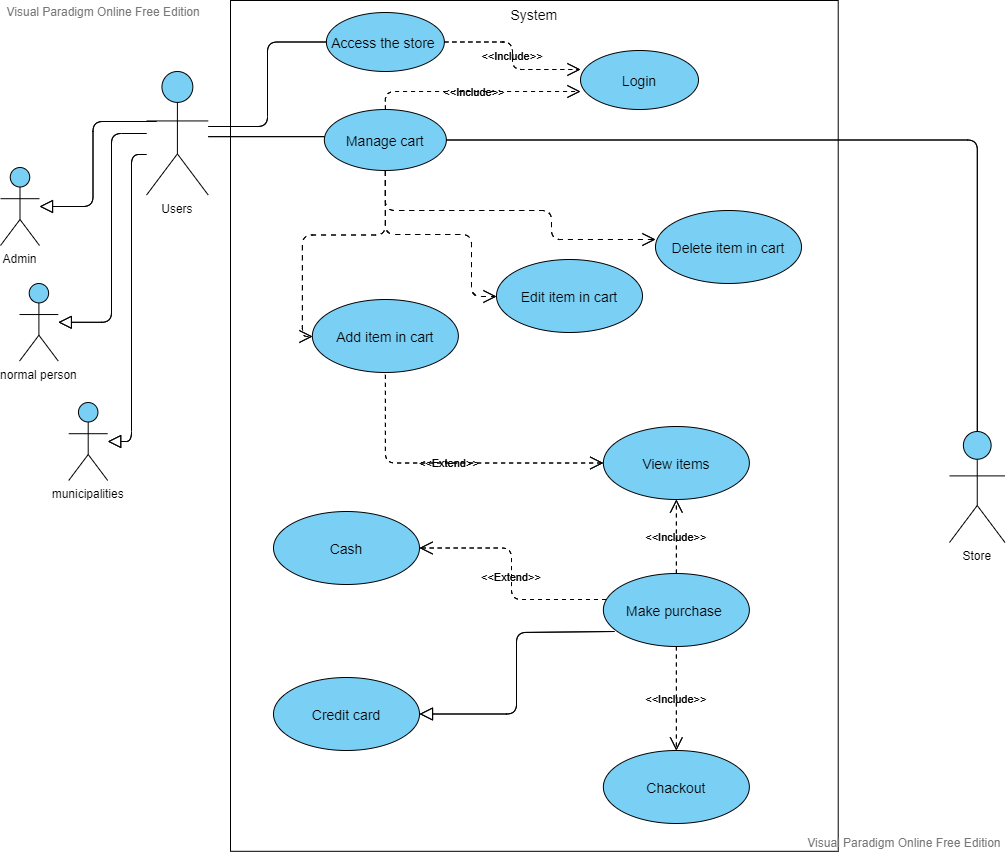 Visual Paradigm Online Free Edition
System
Access the store
<<Include>>
Login
<<Include>>
Manage cart
Users
Delete item in cart
Admin
Edit item in cart
Add item in cart
normal person
View items
<<Extend>>
municipalities
<<Include>>
Cash
Store
<<Extend>>
Make purchase
<<Include>>
Credit card
Chackout
Visual Paradigm Online Free Edition